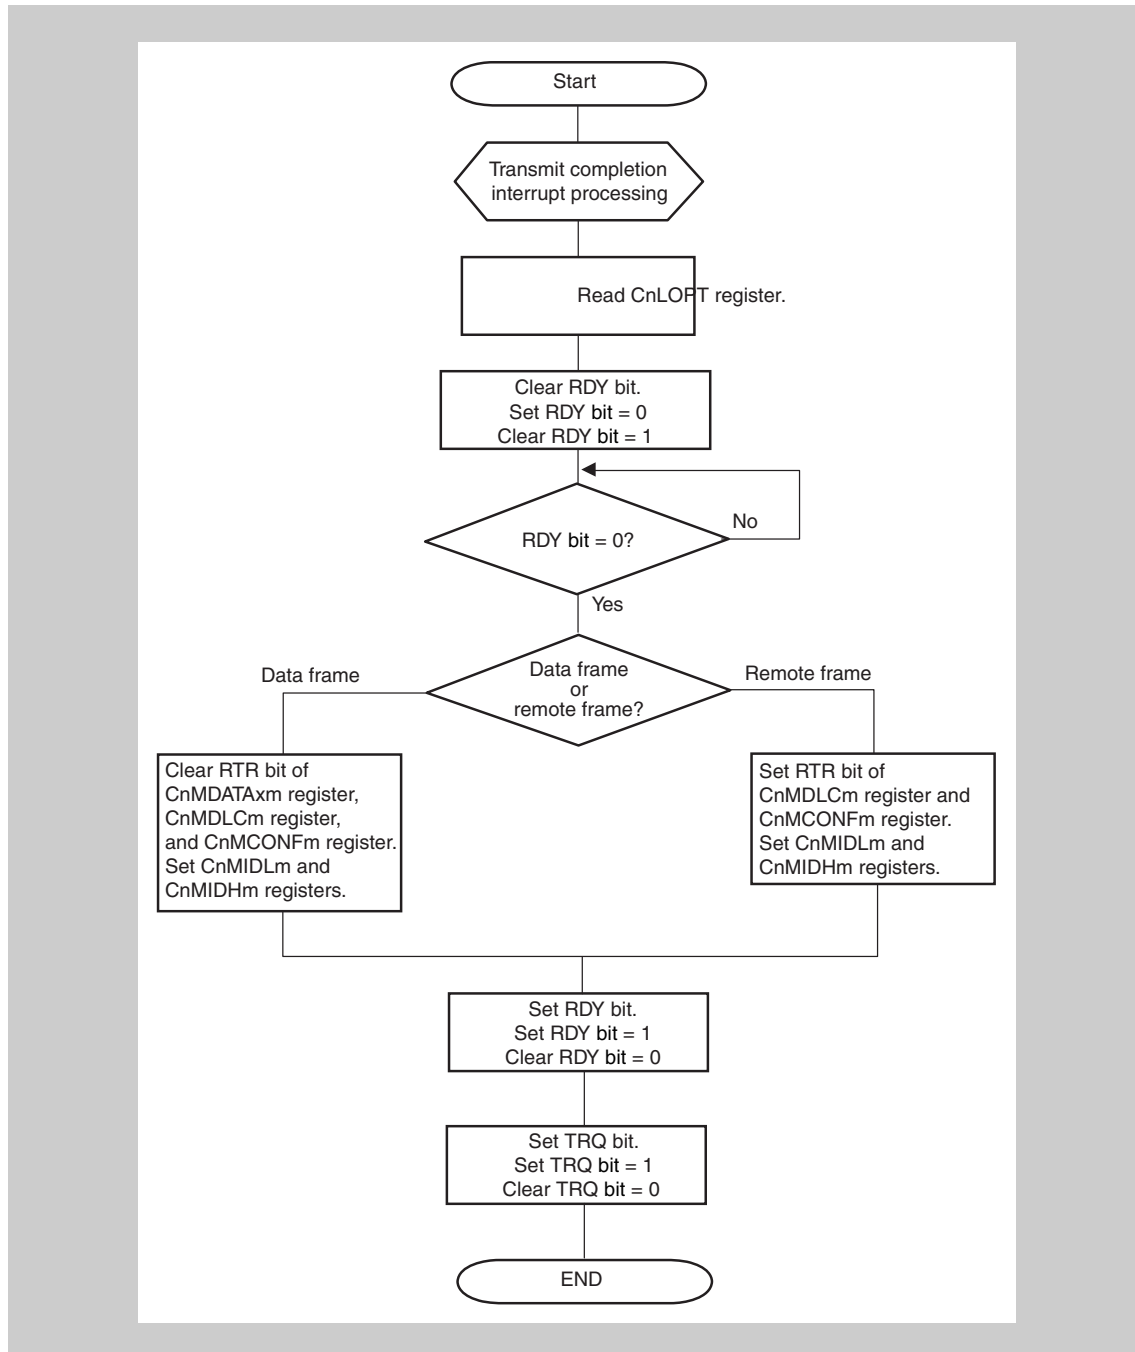 Start
Transmit completion
interrupt processing
Read CnLOPT register.
Clear RDY bit.
Set RDY bit = 0
Clear RDY bit = 1
No
RDY bit = 0?
Yes
Data frame
or
remote frame?
Data frame
Remote frame
Clear RTR bit of
CnMDATAxm register,
CnMDLCm register,
and CnMCONFm register.
Set CnMIDLm and
CnMIDHm registers.
Set RTR bit of
CnMDLCm register and
CnMCONFm register.
Set CnMIDLm and
CnMIDHm registers.
Set RDY bit.
Set RDY bit = 1
Clear RDY bit = 0
Set TRQ bit.
Set TRQ bit = 1
Clear TRQ bit = 0
END